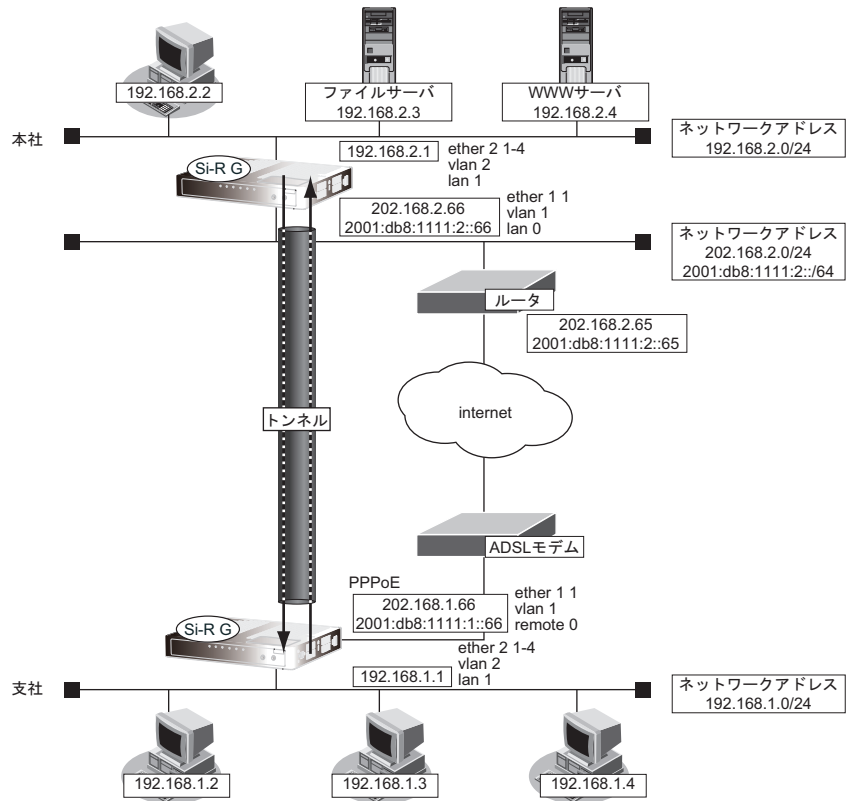 192.168.2.2
ファイルサーバ
192.168.2.3
WWWサーバ
192.168.2.4
本社
192.168.2.1
ether 2 1-4
vlan 2
lan 1
ネットワークアドレス
192.168.2.0/24
Si-R G
202.168.2.66
2001:db8:1111:2::66
ether 1 1
vlan 1
lan 0
ネットワークアドレス
202.168.2.0/24
2001:db8:1111:2::/64
ルータ
202.168.2.65
2001:db8:1111:2::65
internet
トンネル
ADSLモデム
PPPoE
202.168.1.66
2001:db8:1111:1::66
ether 1 1
vlan 1
remote 0
Si-R G
192.168.1.1
ether 2 1-4
vlan 2
lan 1
支社
ネットワークアドレス
192.168.1.0/24
192.168.1.2
192.168.1.3
192.168.1.4